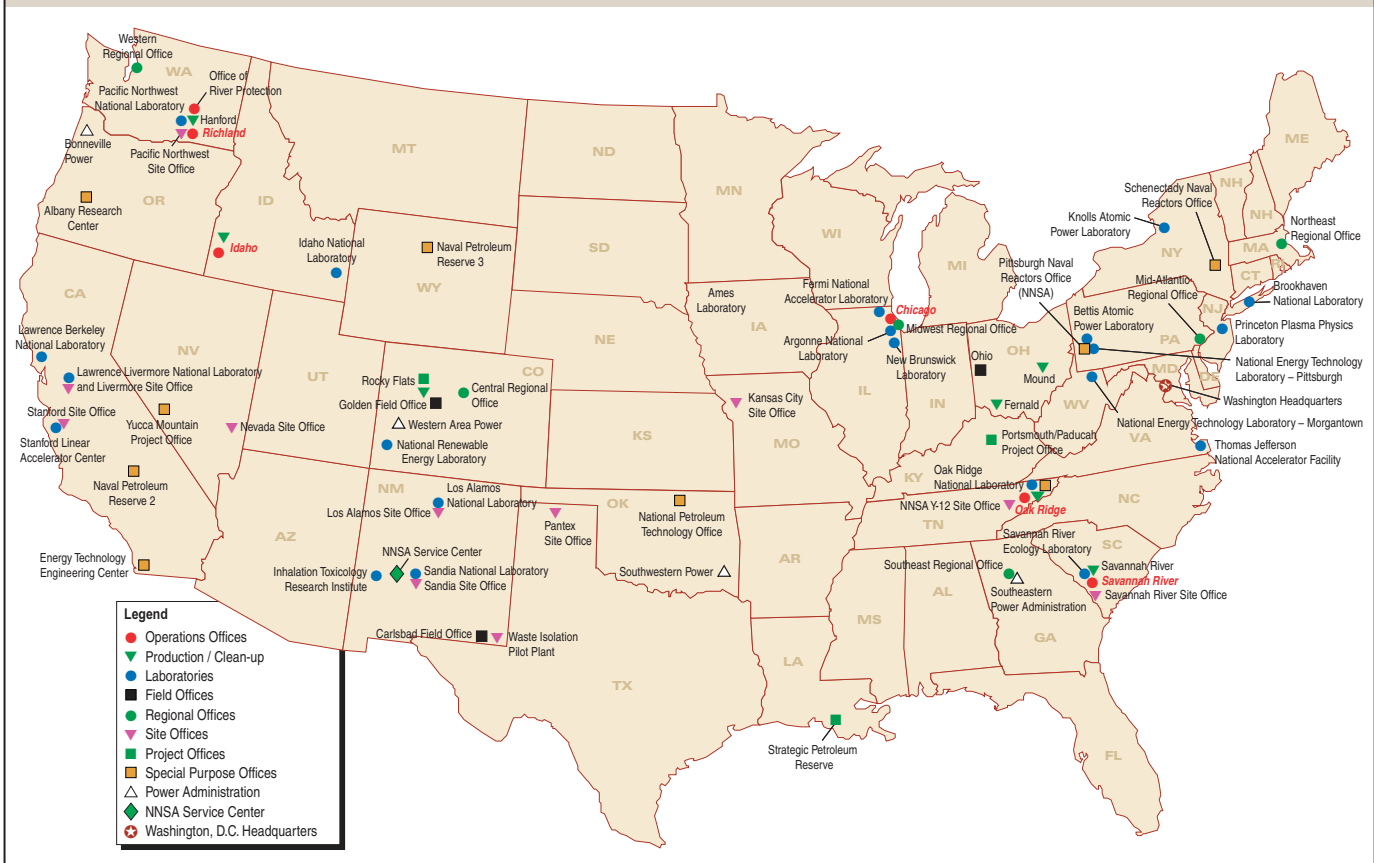 Western
Regional Office
WA
Office of
River Protection
Pacific Northwest
National Laboratory
Hanford
Richland
Pacific Northwest
Site Office
Bonneville
Power
Albany Research
Center
OR
ID
Idaho
MT
ND
MN
Idaho National
Laboratory
Naval Petroleum
Reserve 3
WY
SD
WI
MI
Fermi National
Accelerator Laboratory
Chicago
Midwest Regional Office
Argonne National
Laboratory
New Brunswick
Laboratory
Ames
Laboratory
IA
NE
CA
NV
UT
CO
Lawrence Berkeley
National Laboratory
Lawrence Livermore National Laboratory
and Livermore Site Office
Stanford Site Office
Stanford Linear
Accelerator Center
Yucca Mountain
Project Office
Nevada Site Office
Naval Petroleum
Reserve 2
Energy Technology
Engineering Center
Rocky Flats
Golden Field Office
Central Regional
Office
Western Area Power
National Renewable
Energy Laboratory
KS
Kansas City
Site Office
MO
IL
IN
OH
Ohio
Mound
Fernald
Portsmouth/Paducah
Project Office
KY
WV
VA
ME
NH
NH
Schenectady Naval
Reactors Office
Knolls Atomic
Power Laboratory
Northeast
Regional Office
NY
MA
RI
CT
Pittsburgh Naval
Reactors Office
(NNSA)
Mid-Atlantic
Regional Office
Brookhaven
National Laboratory
NJ
Bettis Atomic
Power Laboratory
PA
Princeton Plasma Physics
Laboratory
National Energy Technology
Laboratory – Pittsburgh
MD
DE
Washington Headquarters
National Energy Technology Laboratory – Morgantown
Thomas Jefferson
National Accelerator Facility
Oak Ridge
National Laboratory
NNSA Y-12 Site Office
Oak Ridge
TN
NC
SC
Savannah River
Ecology Laboratory
Savannah River
Savannah River
Savannah River Site Office
Southeast Regional Office
Southeastern
Power Administration
AL
GA
MS
AR
LA
FL
AZ
NM
Los Alamos
National Laboratory
Los Alamos Site Office
NNSA Service Center
Inhalation Toxicology
Research Institute
Sandia National Laboratory
Sandia Site Office
Carlsbad Field Office
Waste Isolation
Pilot Plant
Pantex
Site Office
OK
National Petroleum
Technology Office
Southwestern Power
TX
Strategic Petroleum
Reserve
Legend
Operations Offices
Production / Clean-up
Laboratories
Field Offices
Regional Offices
Site Offices
Project Offices
Special Purpose Offices
Power Administration
NNSA Service Center
Washington, D.C. Headquarters